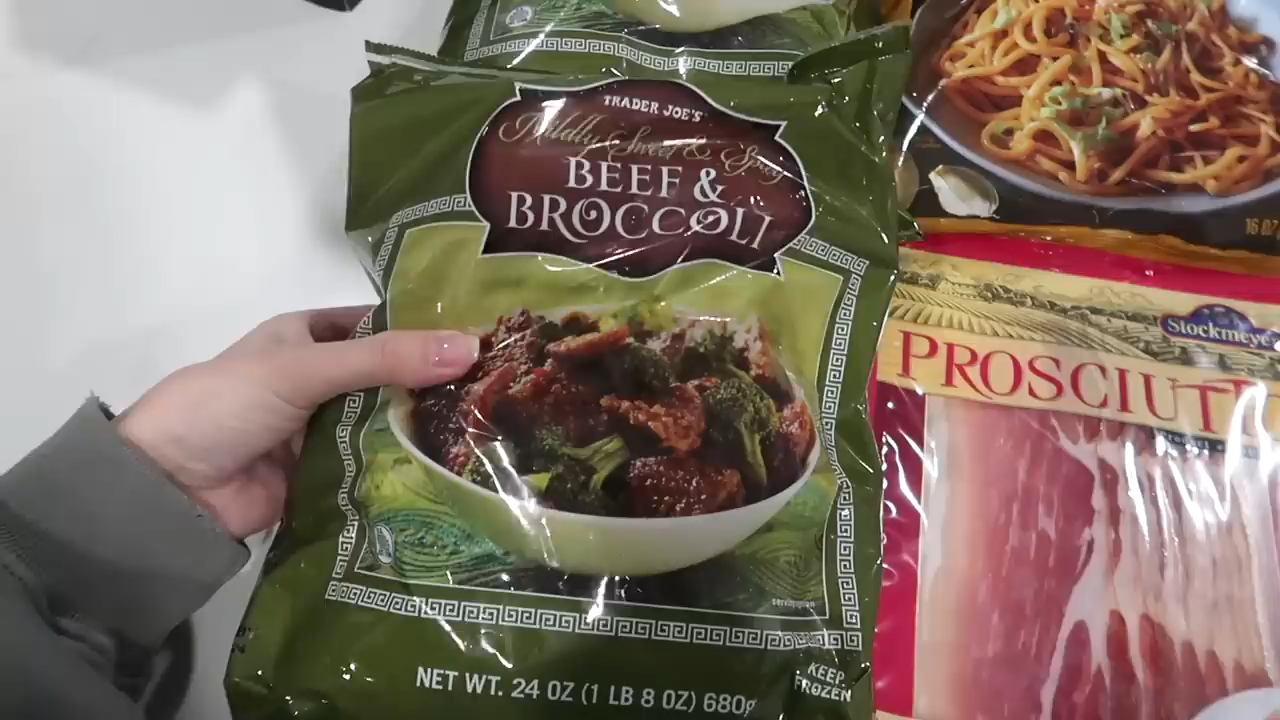 TRADER JOE'S
Mildly Sweet & Spicy
BEEF &
BROCCOLI
NET WT. 24 OZ (1 LB 8 OZ) 680g
KEEP
FROZEN
16 OZ
Stockmeye
PROSCIUTT